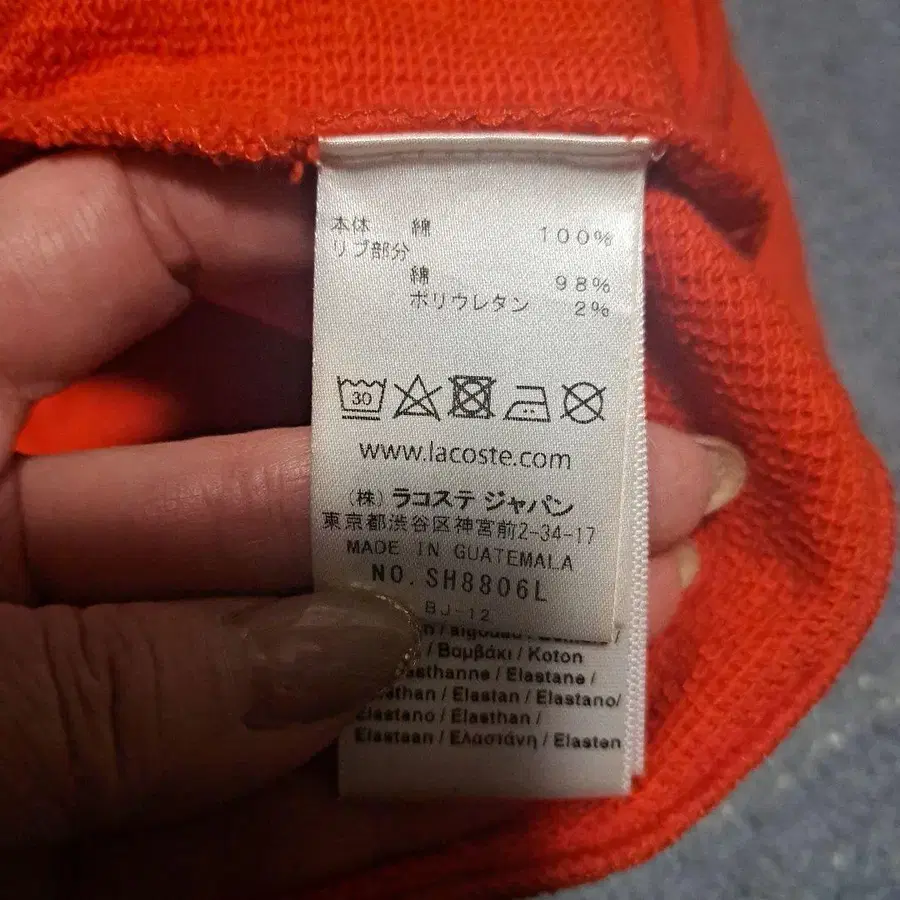 本体 綿 100%
リブ部分
綿 98%
ポリウレタン 2%
30
www.lacoste.com
(株) ラコステ ジャパン
東京都渋谷区神宮前2-34-17
MADE IN GUATEMALA
NO. SH8806L
BJ-12
/ Βαμβάκι / Koton
/ Elastane /
/ Elastan / Elastano/
Elastano / Elasthan /
Elastaan / Ελαστάνη / Elasten